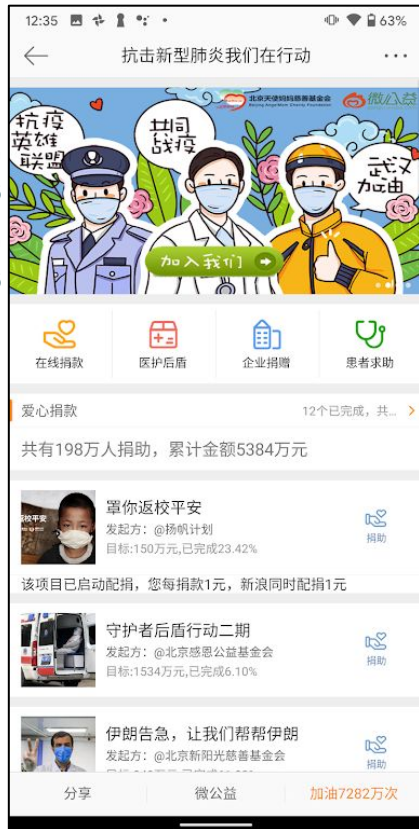 12:35
63%
抗击新型肺炎我们在行动
北京天使妈妈慈善基金会
微公益
抗疫
英雄
联盟
共同
战疫
武汉
加油
加入我们
在线捐款
医护后盾
企业捐赠
患者求助
爱心捐款
12个已完成，共...
共有198万人捐助，累计金额5384万元
罩你返校平安
发起方：@扬帆计划
目标:150万元,已完成23.42%
捐助
该项目已启动配捐，您每捐款1元，新浪同时配捐1元
守护者后盾行动二期
发起方：@北京感恩公益基金会
目标:1534万元,已完成6.10%
捐助
伊朗告急，让我们帮帮伊朗
发起方：@北京新阳光慈善基金会
捐助
分享
微公益
加油7282万次